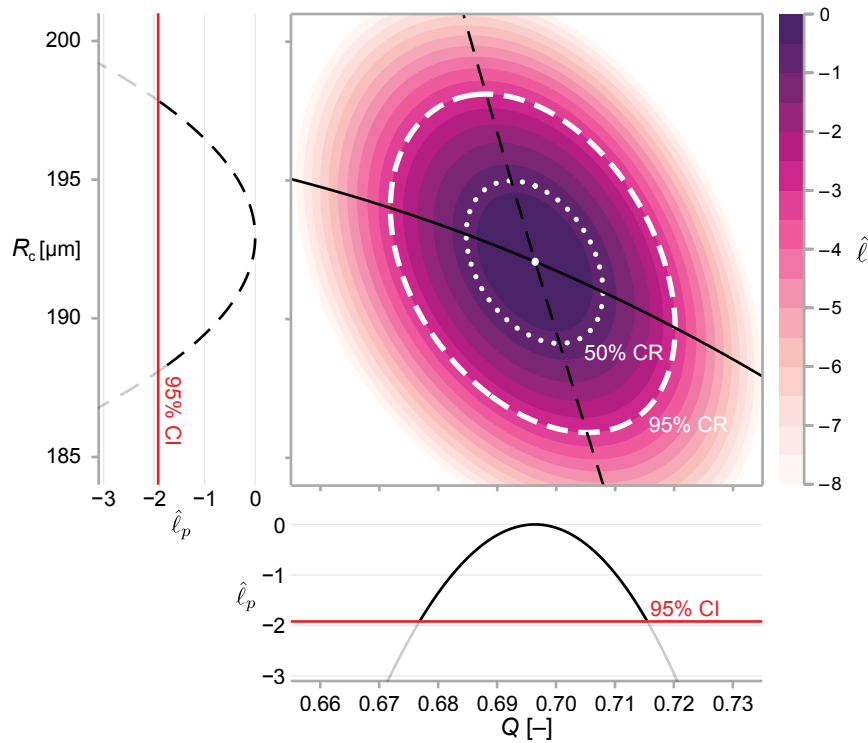 200
195
R_c [μm]
190
185
−3 −2 −1 0
ℓ̂_p
95% CI
50% CR
95% CR
0
−1
−2
−3
−4
−5
−6
−7
−8
ℓ̂
0
−1
−2
−3
ℓ̂_p
95% CI
0.66 0.67 0.68 0.69 0.70 0.71 0.72 0.73
Q [–]